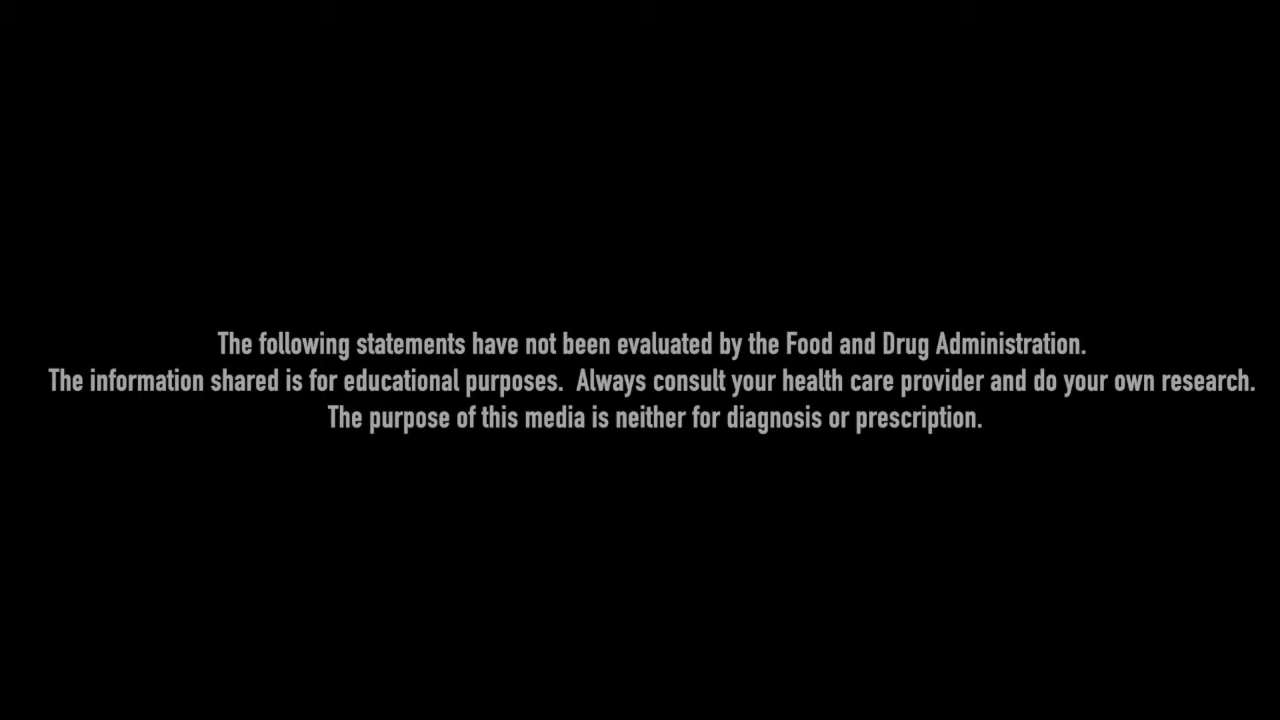 The following statements have not been evaluated by the Food and Drug Administration.
The information shared is for educational purposes.  Always consult your health care provider and do your own research.
The purpose of this media is neither for diagnosis or prescription.